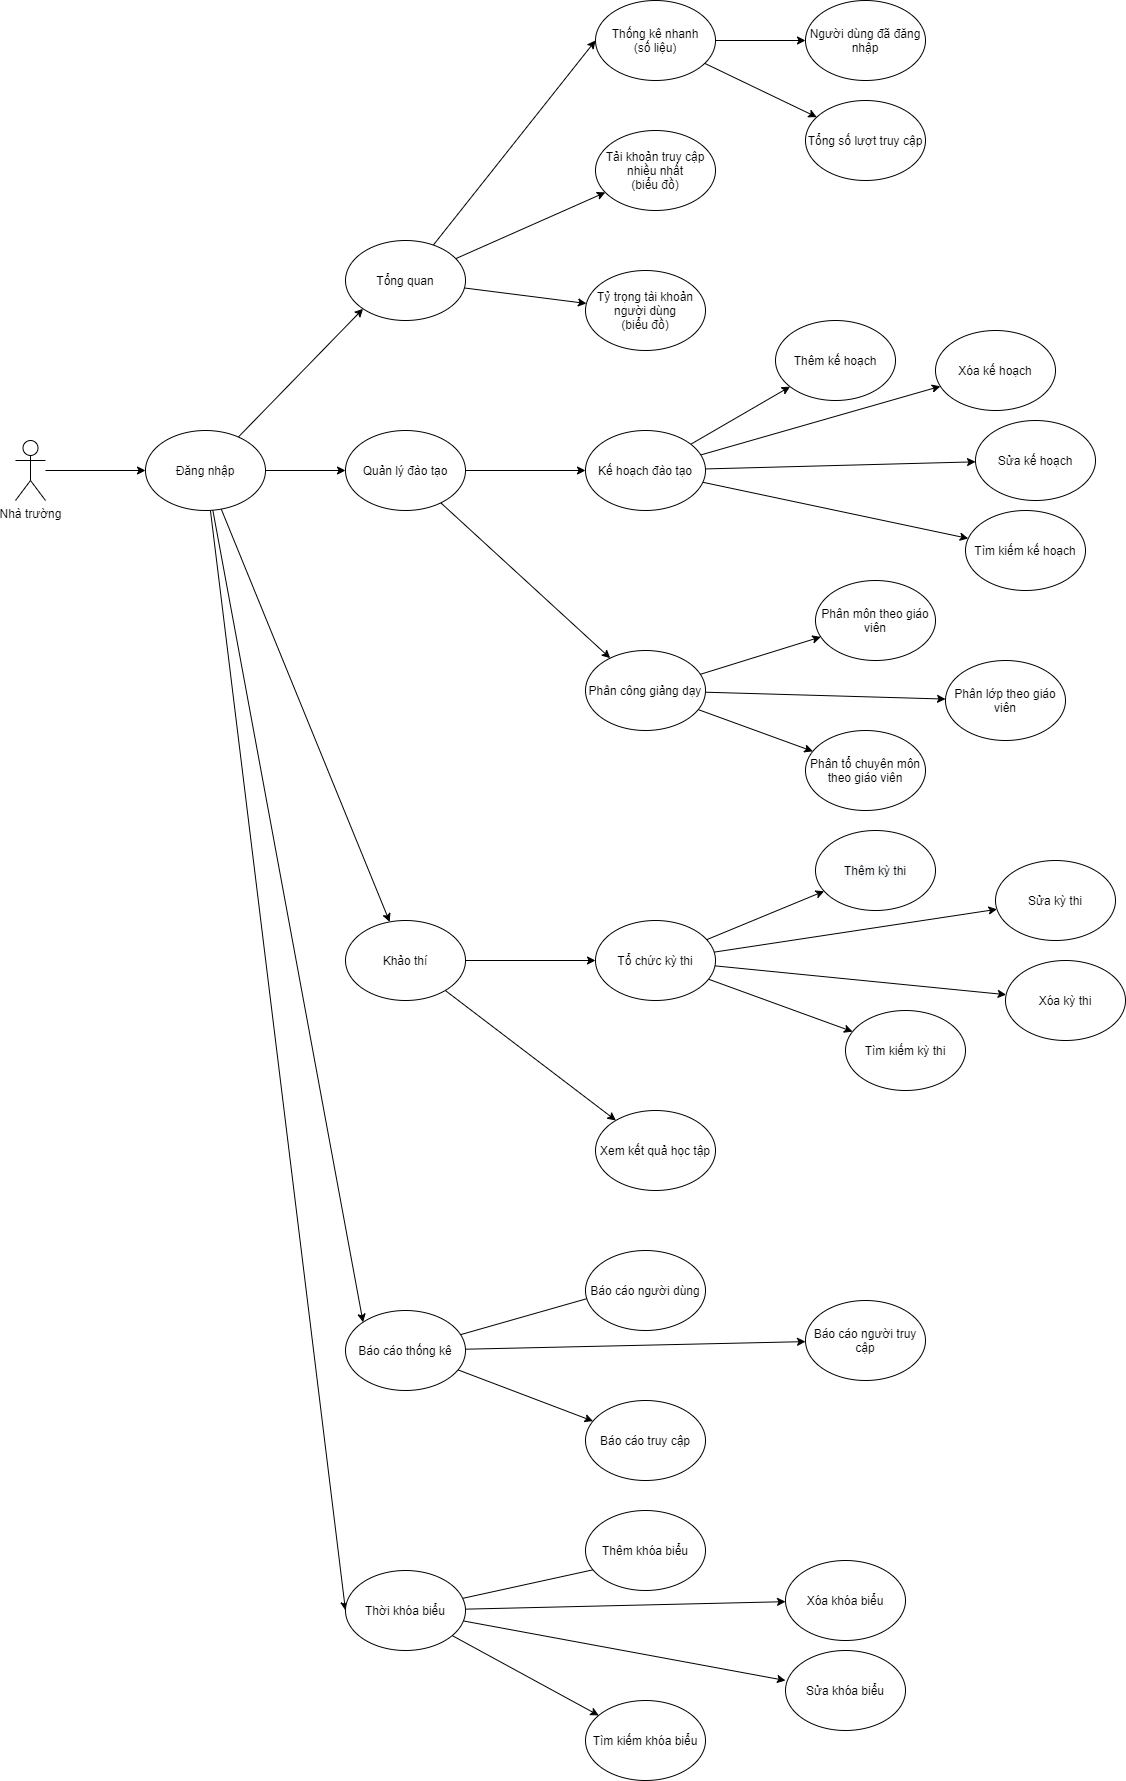 Thống kê nhanh
(số liệu)
Người dùng đã đăng
nhập
Tổng số lượt truy cập
Tài khoản truy cập
nhiều nhất
(biểu đồ)
Tổng quan
Tỷ trọng tài khoản
người dùng
(biểu đồ)
Thêm kế hoạch
Xóa kế hoạch
Nhà trường
Đăng nhập
Quản lý đào tạo
Kế hoạch đào tạo
Sửa kế hoạch
Tìm kiếm kế hoạch
Phân môn theo giáo
viên
Phân công giảng dạy
Phân lớp theo giáo
viên
Phân tổ chuyên môn
theo giáo viên
Thêm kỳ thi
Sửa kỳ thi
Khảo thí
Tổ chức kỳ thi
Xóa kỳ thi
Tìm kiếm kỳ thi
Xem kết quả học tập
Báo cáo người dùng
Báo cáo thống kê
Báo cáo người truy
cập
Báo cáo truy cập
Thêm khóa biểu
Thời khóa biểu
Xóa khóa biểu
Sửa khóa biểu
Tìm kiếm khóa biểu